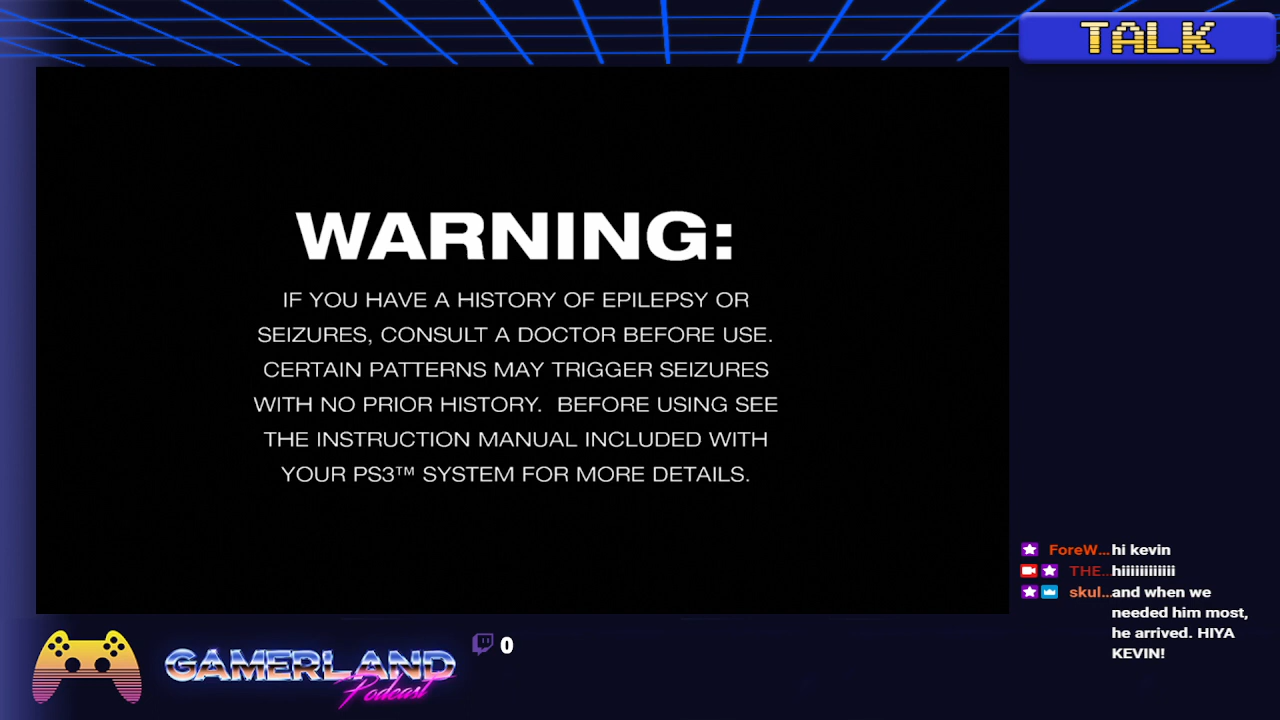 TALK
WARNING:
IF YOU HAVE A HISTORY OF EPILEPSY OR
SEIZURES, CONSULT A DOCTOR BEFORE USE.
CERTAIN PATTERNS MAY TRIGGER SEIZURES
WITH NO PRIOR HISTORY.  BEFORE USING SEE
THE INSTRUCTION MANUAL INCLUDED WITH
YOUR PS3™ SYSTEM FOR MORE DETAILS.
ForeW... hi kevin
THE... hiiiiiiiiiiii
skul... and when we
needed him most,
he arrived. HIYA
KEVIN!
GAMERLAND
Podcast
0